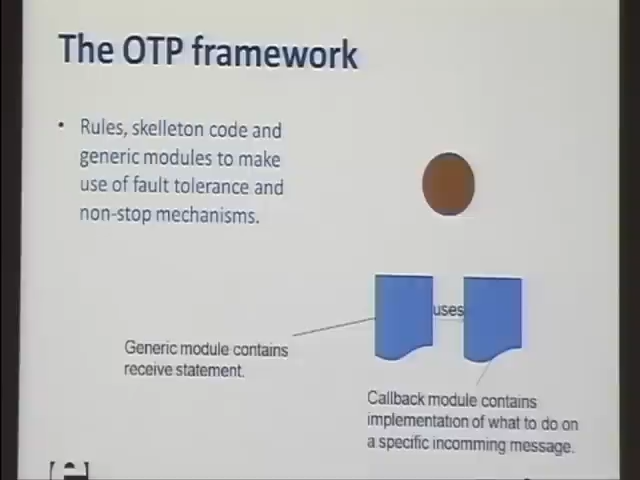 The OTP framework
• Rules, skelleton code and
generic modules to make
use of fault tolerance and
non-stop mechanisms.
uses
Generic module contains
receive statement.
Callback module contains
implementation of what to do on
a specific incomming message.
e